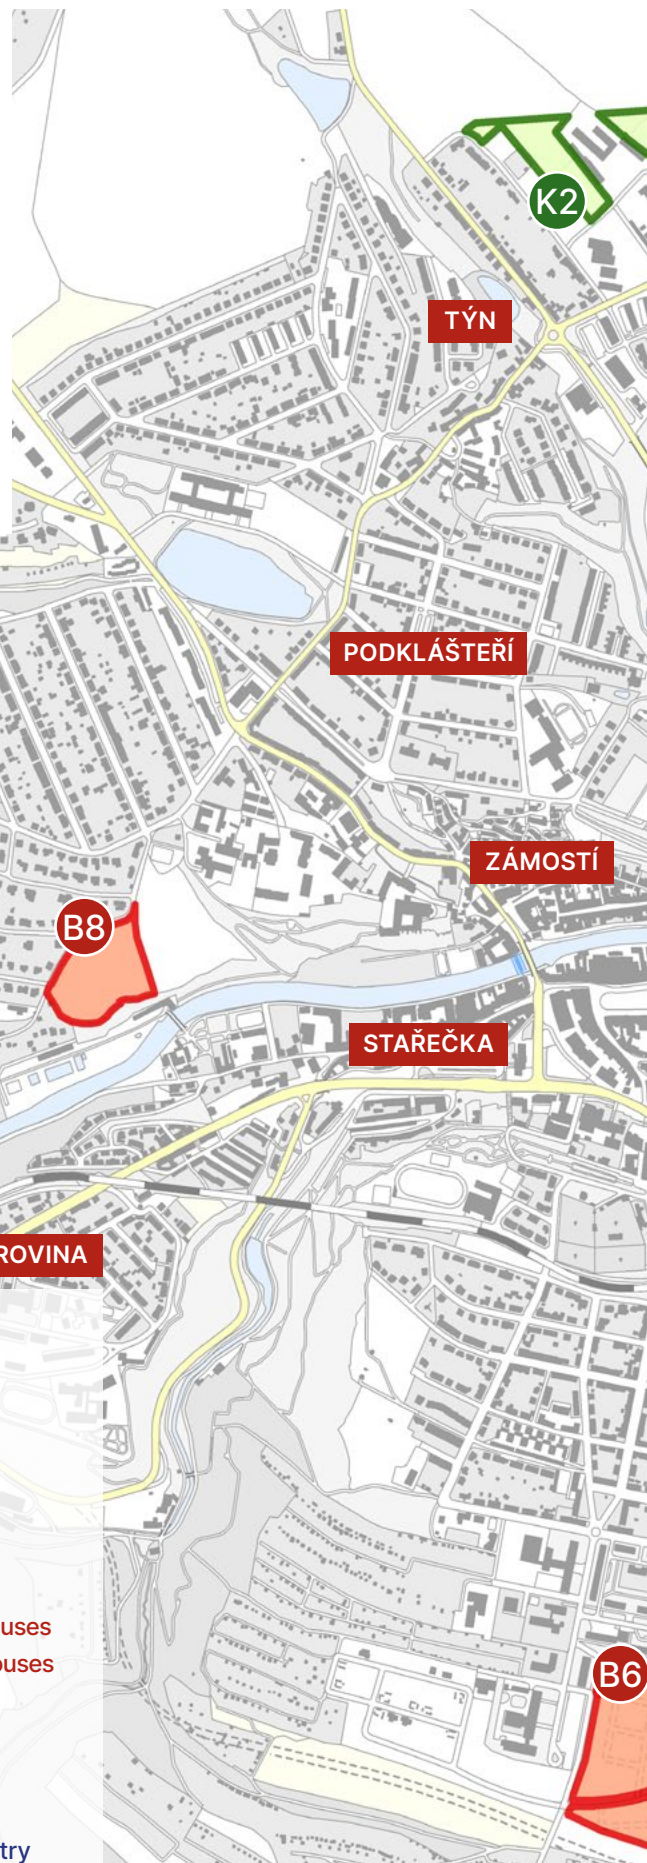 K2
TÝN
PODKLÁŠTEŘÍ
ZÁMOSTÍ
B8
STAŘEČKA
ROVINA
uses
ouses
B6
try